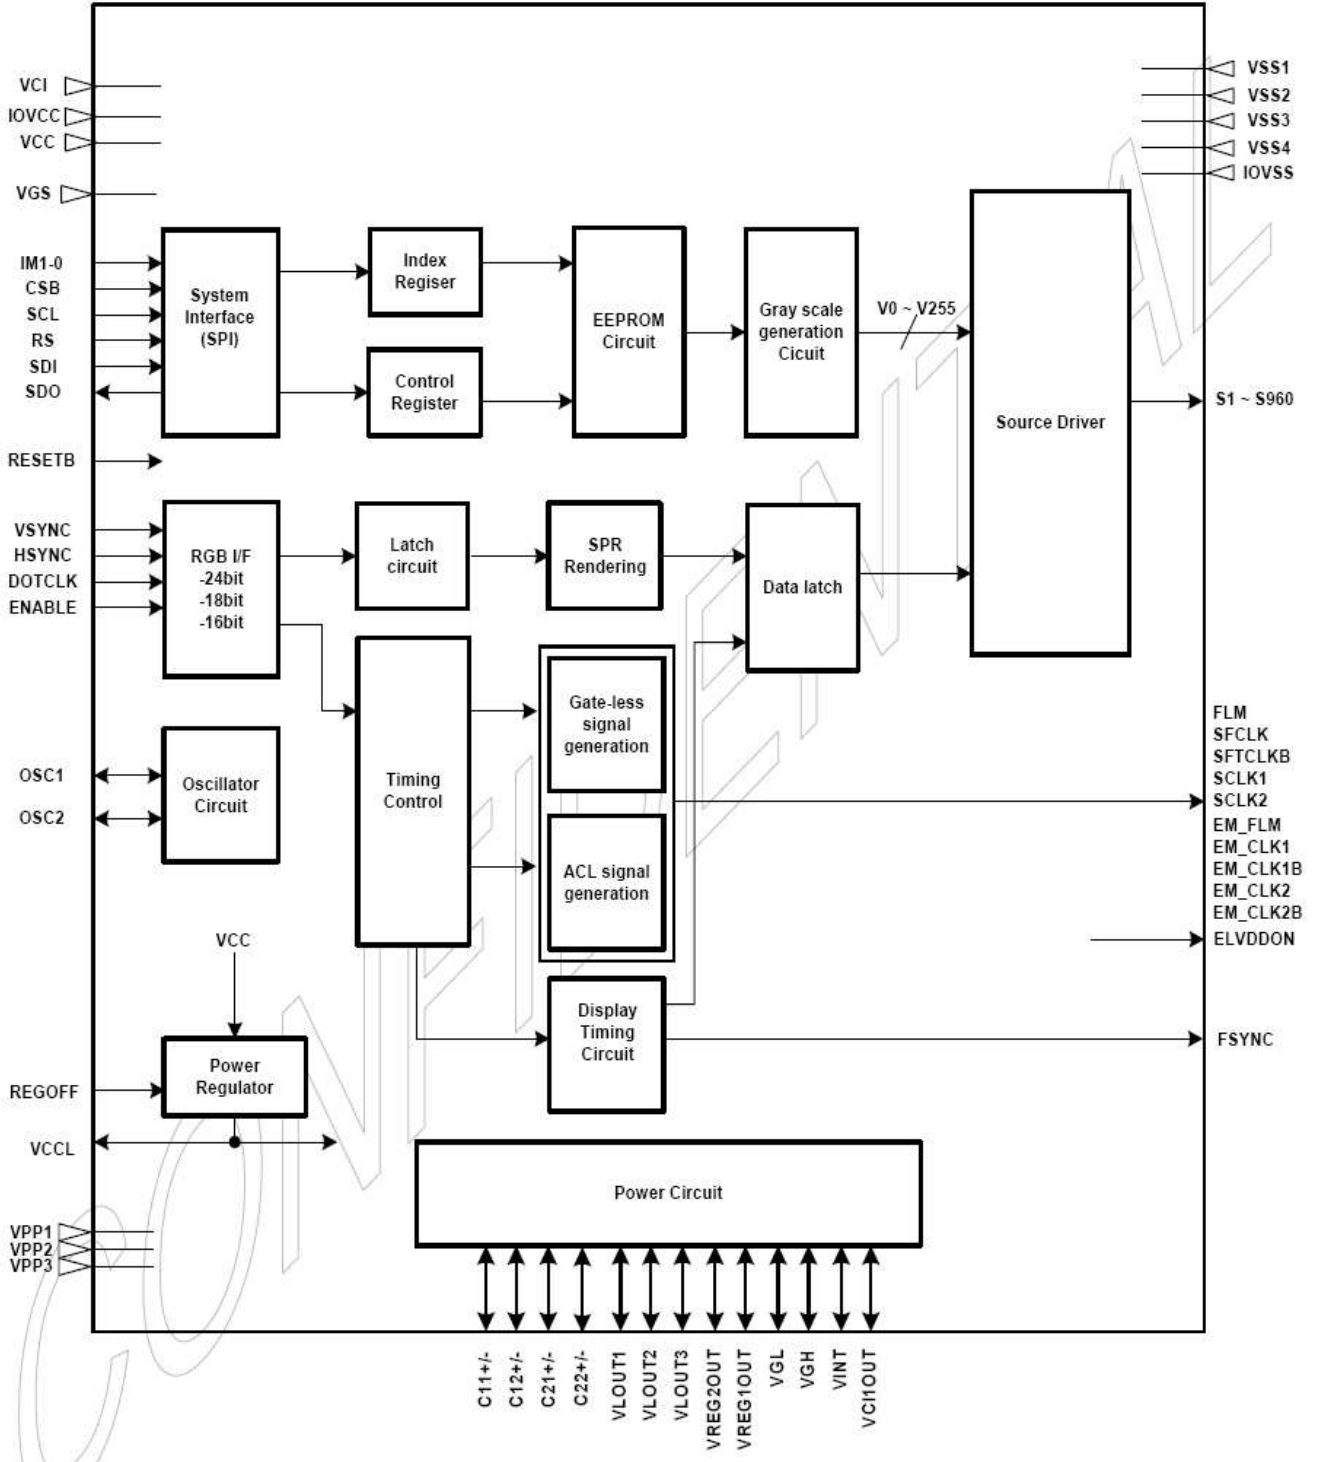 VCI
IOVCC
VCC
VGS
VSS1
VSS2
VSS3
VSS4
IOVSS
IM1-0
CSB
SCL
RS
SDI
SDO
System
Interface
(SPI)
Index
Regiser
Control
Register
EEPROM
Circuit
Gray scale
generation
Cicuit
V0 ~ V255
Source Driver
S1 ~ S960
RESETB
VSYNC
HSYNC
DOTCLK
ENABLE
RGB I/F
-24bit
-18bit
-16bit
Latch
circuit
SPR
Rendering
Data latch
Timing
Control
Gate-less
signal
generation
ACL signal
generation
FLM
SFCLK
SFTCLKB
SCLK1
SCLK2
EM_FLM
EM_CLK1
EM_CLK1B
EM_CLK2
EM_CLK2B
ELVDDON
OSC1
OSC2
Oscillator
Circuit
VCC
Power
Regulator
REGOFF
VCCL
Display
Timing
Circuit
FSYNC
VPP1
VPP2
VPP3
Power Circuit
C11+/-
C12+/-
C21+/-
C22+/-
VLOUT1
VLOUT2
VLOUT3
VREG2OUT
VREG1OUT
VGL
VGH
VINT
VCI1OUT
CONFIDENTIAL